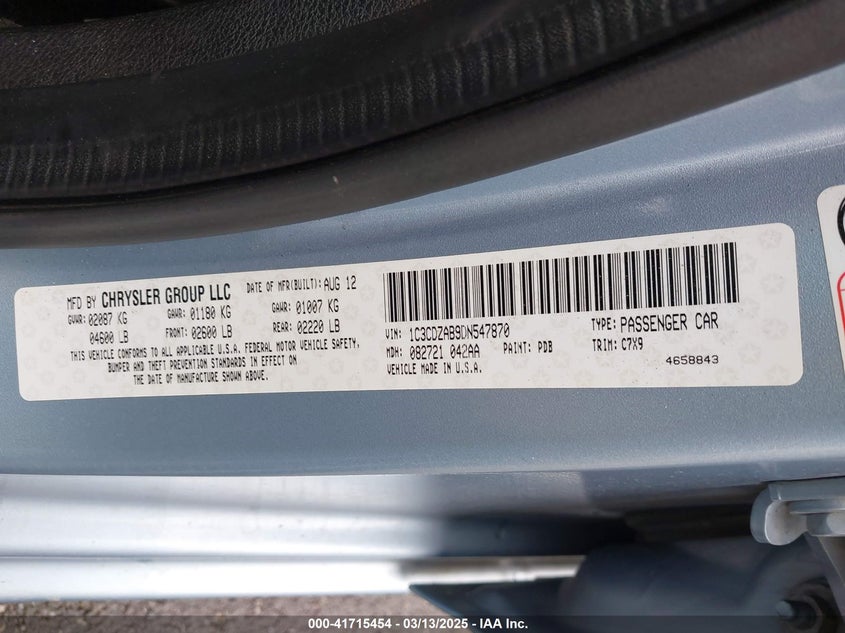 MFD BY CHRYSLER GROUP LLC DATE OF MFR(BUILT): AUG 12
GVWR: 02087 KG GAWR: 01180 KG GAWR: 01007 KG
04600 LB FRONT: 02600 LB REAR: 02220 LB
THIS VEHICLE CONFORMS TO ALL APPLICABLE U.S.A. FEDERAL MOTOR VEHICLE SAFETY,
BUMPER AND THEFT PREVENTION STANDARDS IN EFFECT ON
THE DATE OF MANUFACTURE SHOWN ABOVE.
VIN: 1C3CDZAB9DN547870 TYPE: PASSENGER CAR
MDH: 082721 042AA PAINT: PDB TRIM: C7X9
VEHICLE MADE IN U.S.A. 4658843
000-41715454 - 03/13/2025 - IAA Inc.